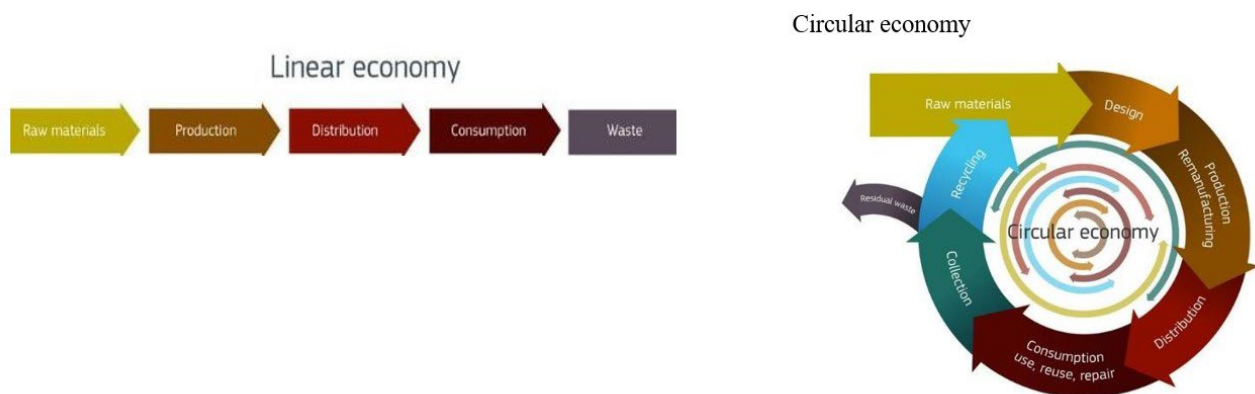 Linear economy
Raw materials
Production
Distribution
Consumption
Waste
Circular economy
Raw materials
Design
Production
Remanufacturing
Distribution
Consumption
use, reuse, repair
Collection
Recycling
Residual waste
Circular economy